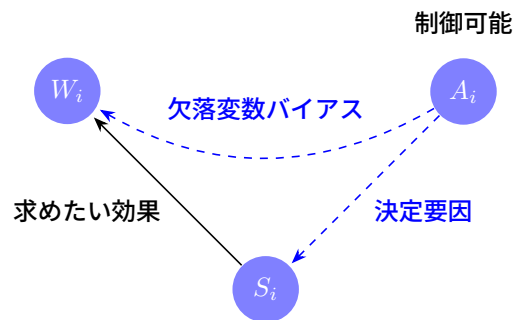 制御可能
W_i
A_i
欠落変数バイアス
求めたい効果
決定要因
S_i